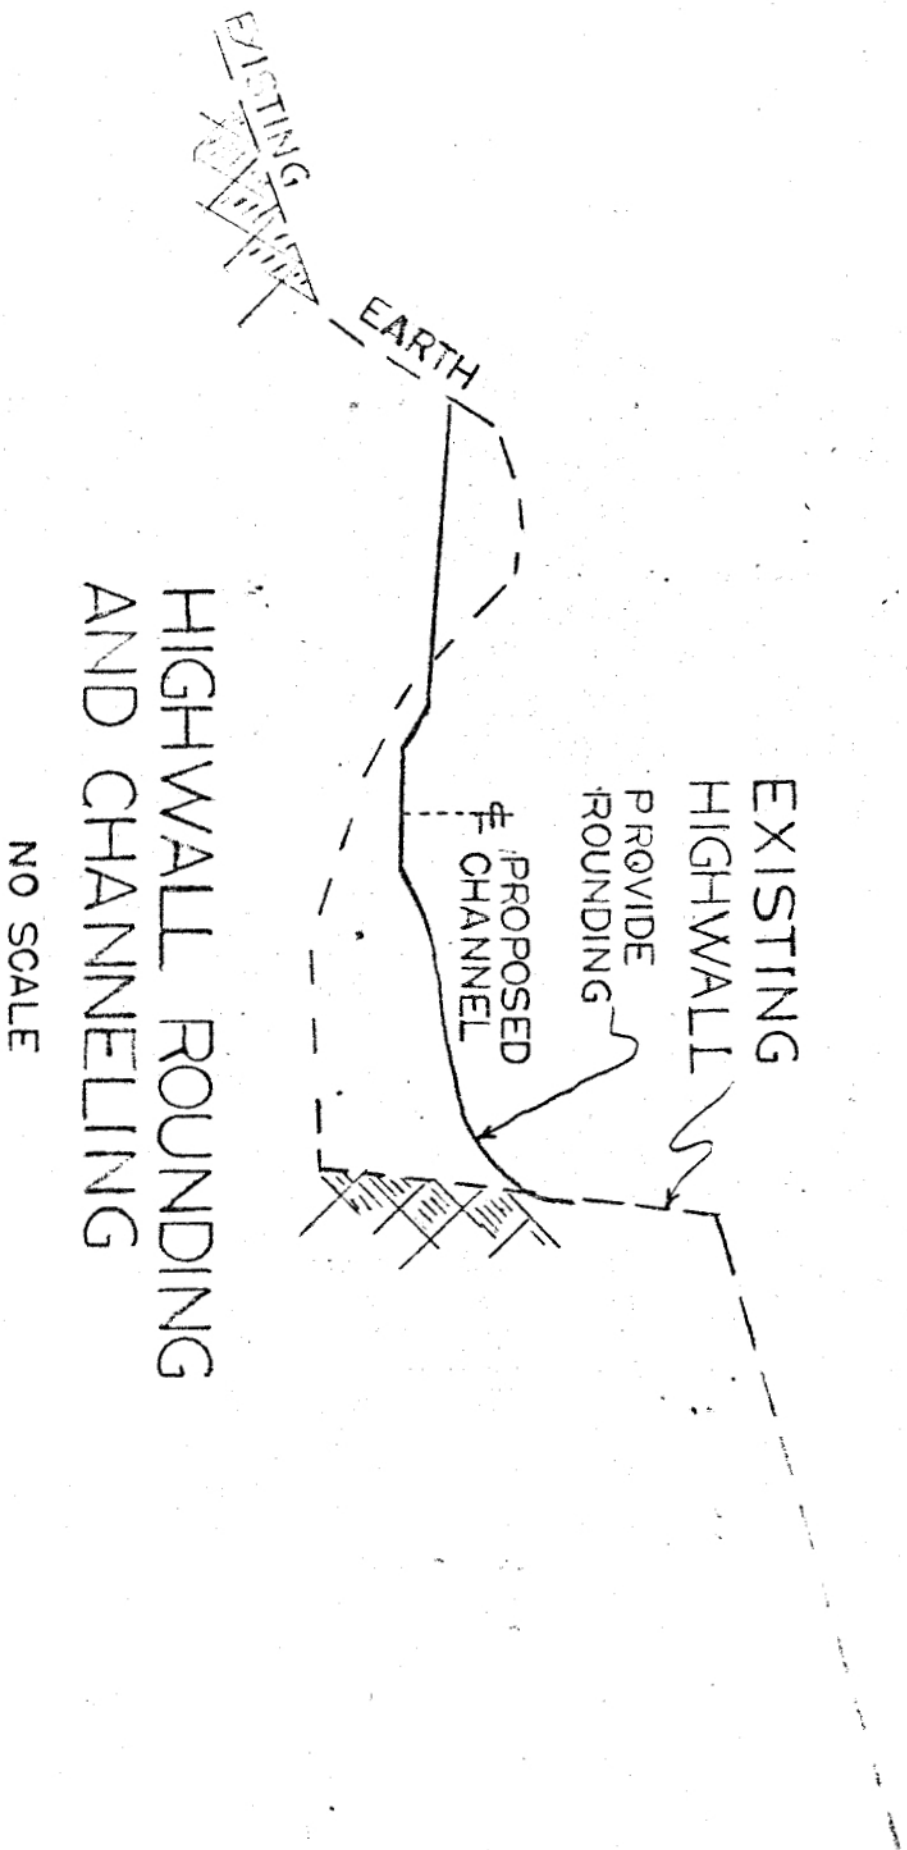 EXISTING
HIGHWALL
PROVIDE
ROUNDING
℄ PROPOSED
CHANNEL
EXISTING
EARTH
HIGHWALL ROUNDING
AND CHANNELING
NO SCALE